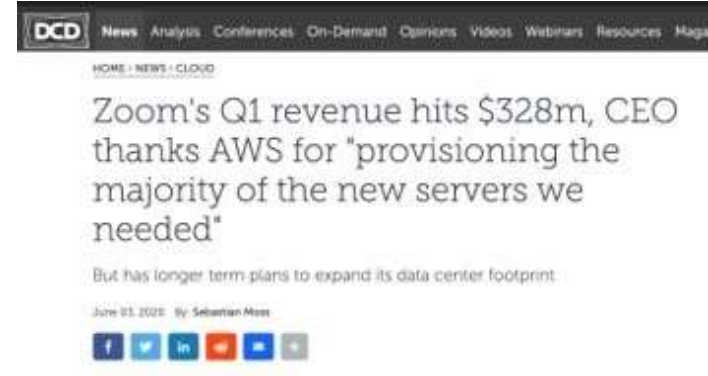 DCD News Analysis Conferences On-Demand Opinions Videos Webinars Resources Maga
HOME › NEWS › CLOUD
Zoom's Q1 revenue hits $328m, CEO
thanks AWS for "provisioning the
majority of the new servers we
needed"
But has longer term plans to expand its data center footprint
June 03, 2020 By Sebastian Moss